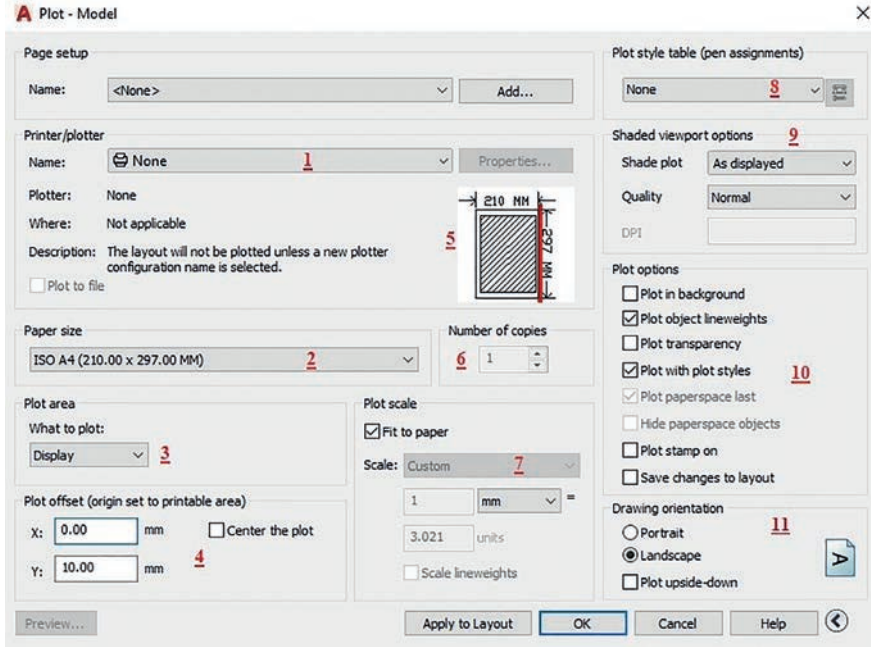 A Plot - Model
Page setup
Name: <None> Add...
Printer/plotter
Name: None 1 Properties...
Plotter: None
Where: Not applicable
Description: The layout will not be plotted unless a new plotter
configuration name is selected.
Plot to file
5 210 MM
297 MM
Paper size
ISO A4 (210.00 x 297.00 MM) 2
Number of copies
6 1
Plot area
What to plot:
Display 3
Plot offset (origin set to printable area)
X: 0.00 mm Center the plot
4
Y: 10.00 mm
Plot scale
Fit to paper
Scale: Custom 7
1 mm =
3.021 units
Scale lineweights
Plot style table (pen assignments)
None 8
Shaded viewport options 9
Shade plot As displayed
Quality Normal
DPI
Plot options
Plot in background
Plot object lineweights
Plot transparency
Plot with plot styles 10
Plot paperspace last
Hide paperspace objects
Plot stamp on
Save changes to layout
Drawing orientation 11
Portrait
Landscape A
Plot upside-down
Preview... Apply to Layout OK Cancel Help